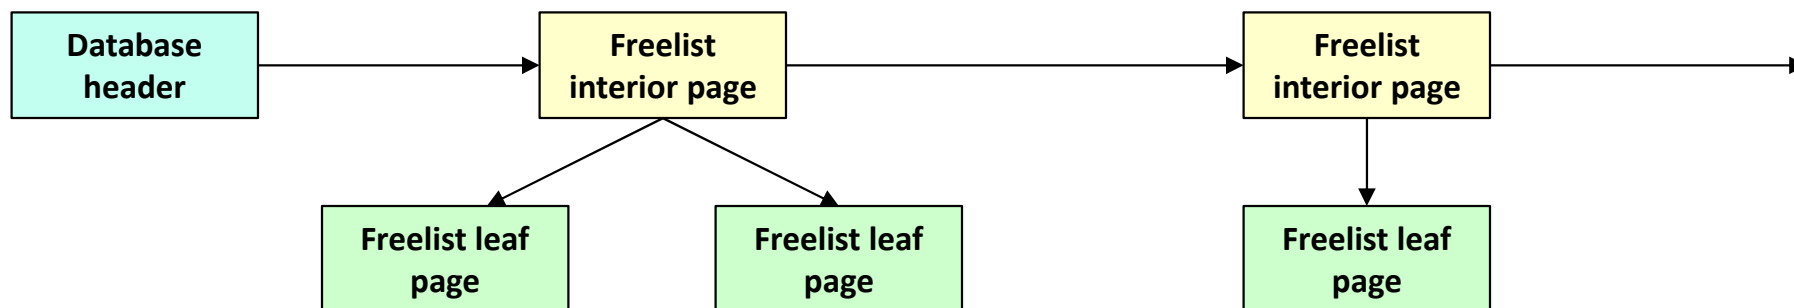 Database
header
Freelist
interior page
Freelist
interior page
Freelist leaf
page
Freelist leaf
page
Freelist leaf
page